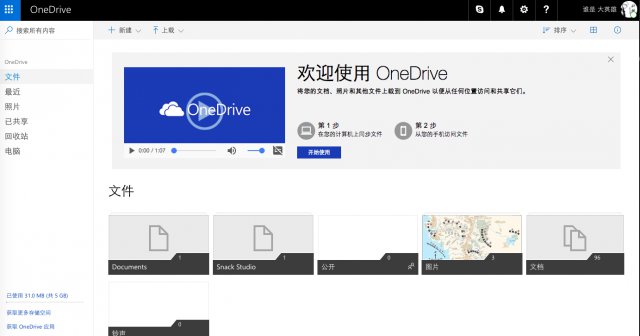 OneDrive
谁是 大英雄
搜索所有内容
新建
上载
排序
OneDrive
文件
最近
照片
已共享
回收站
电脑
OneDrive
0:00 / 1:07
欢迎使用 OneDrive
将您的文档、照片和其他文件上载到 OneDrive 以便从任何位置访问和共享它们。
第 1 步
在您的计算机上同步文件
第 2 步
从您的手机访问文件
开始使用
文件
Documents 1
Snack Studio 1
公开 0
图片 3
文档 96
铃声 0
已使用 31.0 MB (共 5 GB)
获取更多存储空间
获取 OneDrive 应用